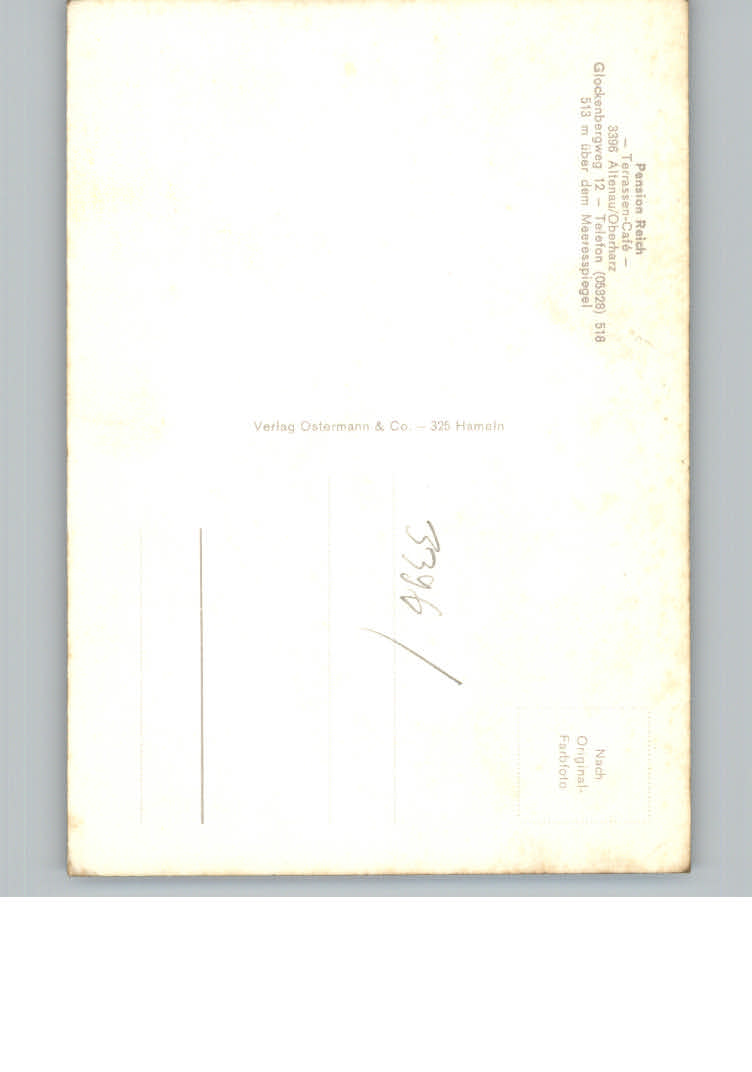 Pension Reich
– Terrassen-Café –
3396 Altenau/Oberharz
Glockenbergweg 12 – Telefon (05328) 518
513 m über dem Meeresspiegel
Verlag Ostermann & Co. – 325 Hameln
3396 /
Nach
Original-
Farbfoto